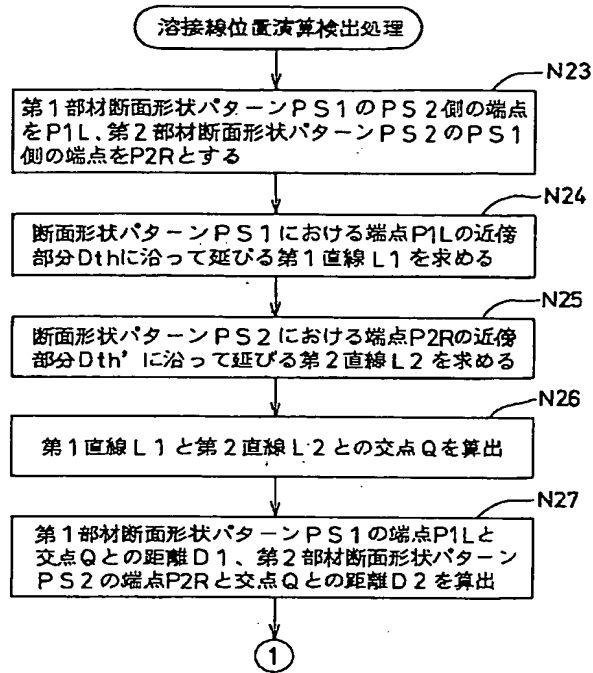 溶接線位置演算検出処理
N23
第1部材断面形状パターンPS1のPS2側の端点
をP1L、第2部材断面形状パターンPS2のPS1
側の端点をP2Rとする
N24
断面形状パターンPS1における端点P1Lの近傍
部分Dthに沿って延びる第1直線L1を求める
N25
断面形状パターンPS2における端点P2Rの近傍
部分Dth'に沿って延びる第2直線L2を求める
N26
第1直線L1と第2直線L2との交点Qを算出
N27
第1部材断面形状パターンPS1の端点P1Lと
交点Qとの距離D1、第2部材断面形状パターン
PS2の端点P2Rと交点Qとの距離D2を算出
1